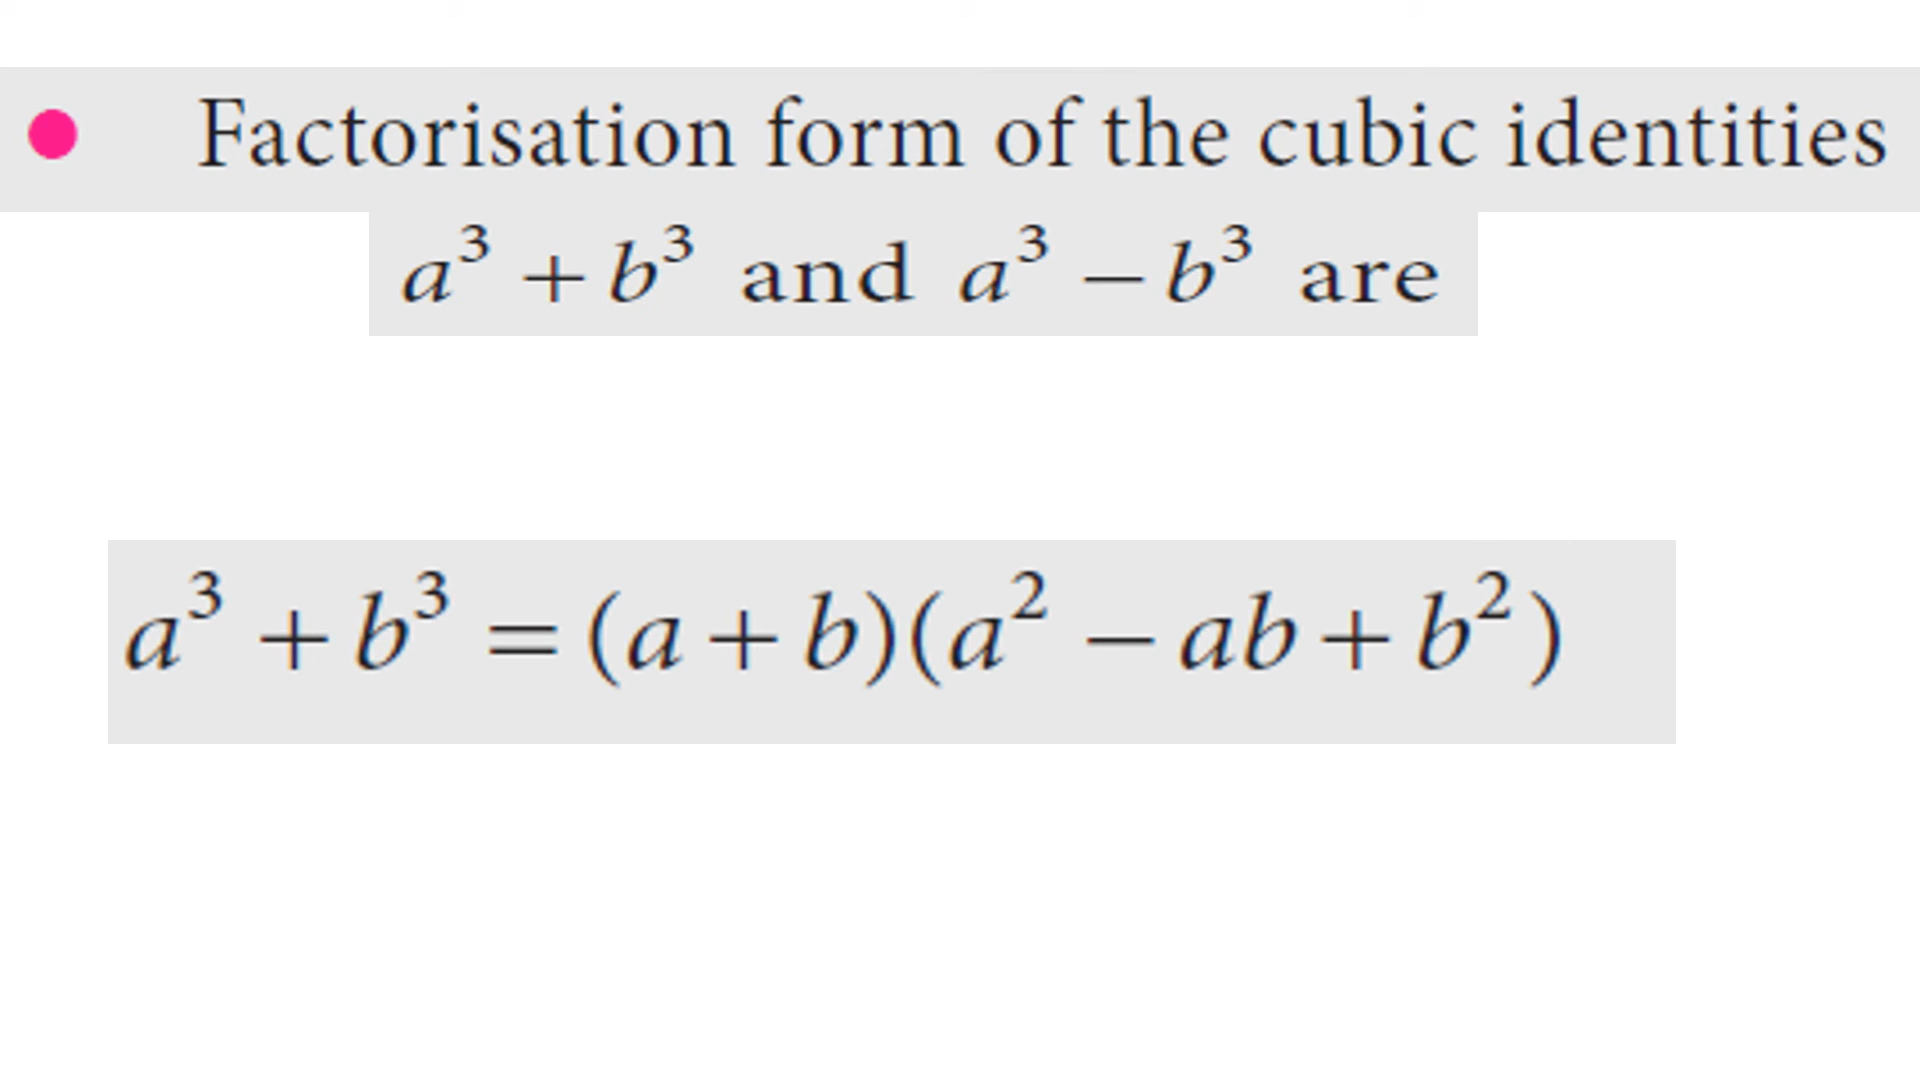 Factorisation form of the cubic identities
a³ + b³ and a³ − b³ are
a³ + b³ = (a + b)(a² − ab + b²)